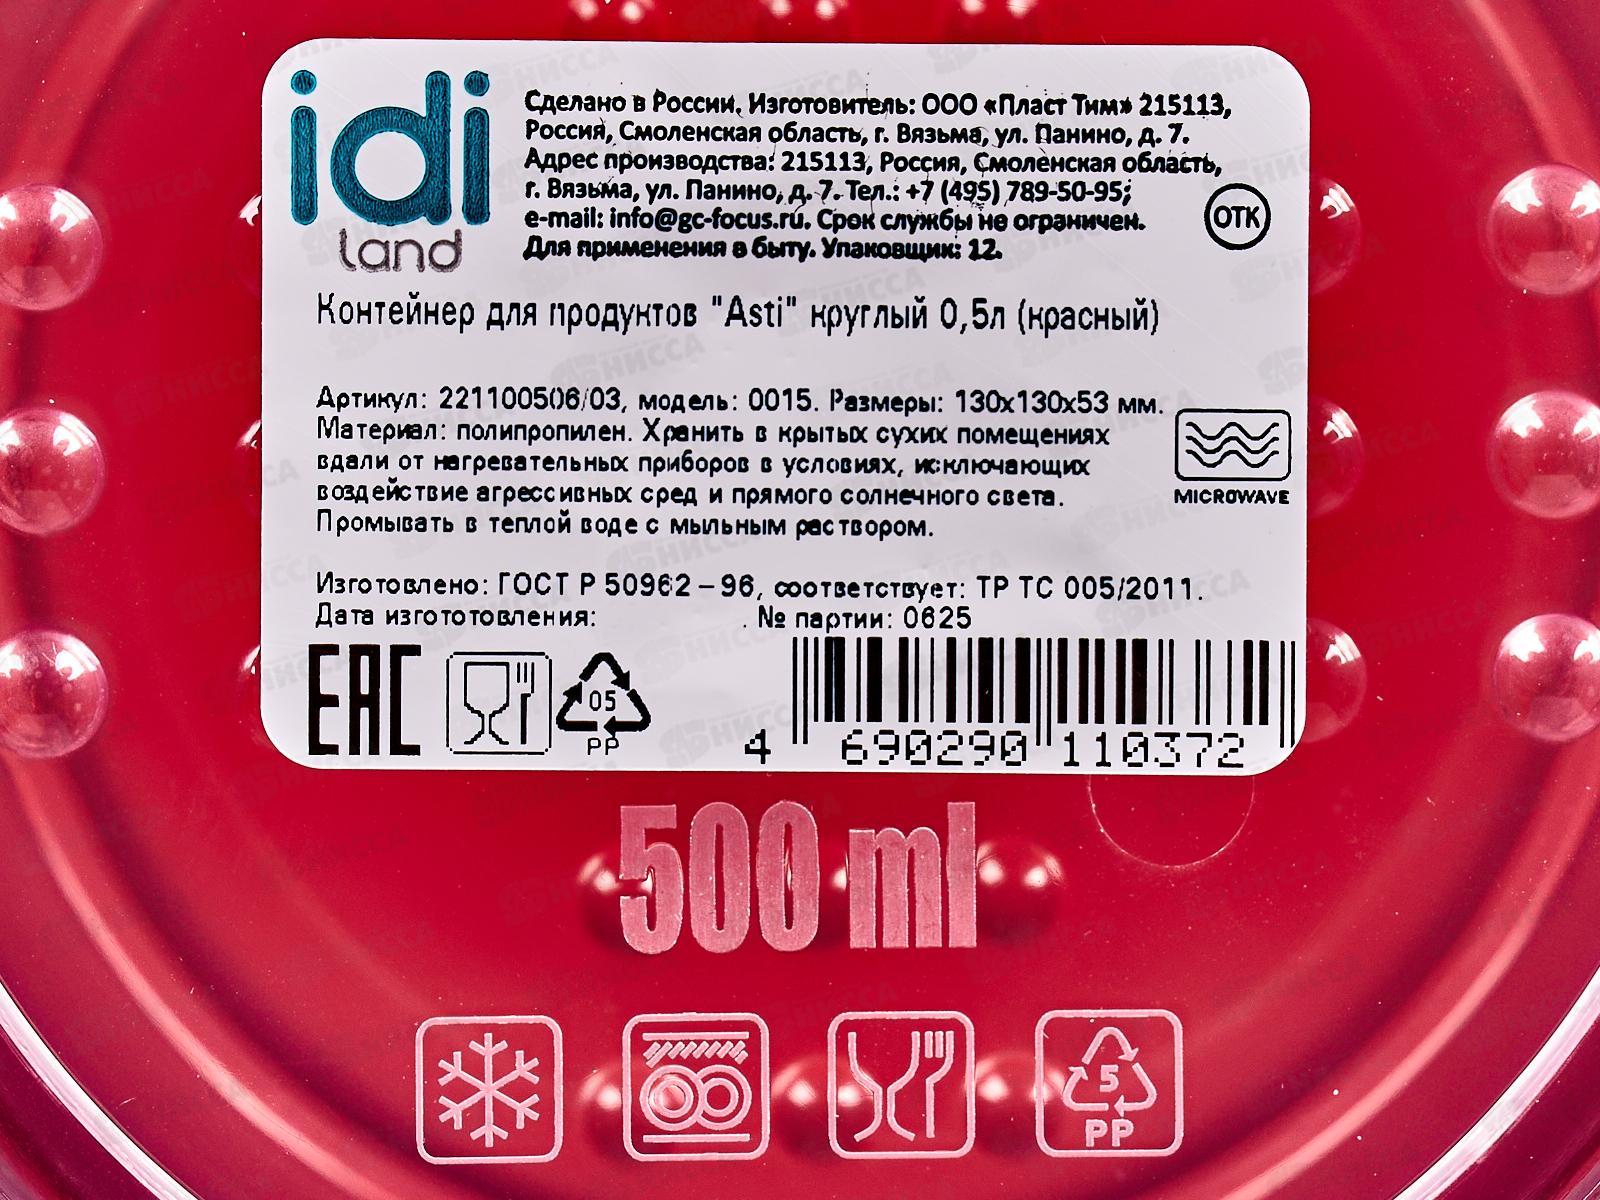 idi
land
Сделано в России. Изготовитель: ООО «Пласт Тим» 215113,
Россия, Смоленская область, г. Вязьма, ул. Панино, д. 7.
Адрес производства: 215113, Россия, Смоленская область,
г. Вязьма, ул. Панино, д. 7. Тел.: +7 (495) 789-50-95;
e-mail: info@gc-focus.ru. Срок службы не ограничен.
Для применения в быту. Упаковщик: 12.
ОТК
Контейнер для продуктов "Asti" круглый 0,5л (красный)
Артикул: 221100506/03, модель: 0015. Размеры: 130х130х53 мм.
Материал: полипропилен. Хранить в крытых сухих помещениях
вдали от нагревательных приборов в условиях, исключающих
воздействие агрессивных сред и прямого солнечного света.
Промывать в теплой воде с мыльным раствором.
MICROWAVE
Изготовлено: ГОСТ Р 50962-96, соответствует: ТР ТС 005/2011.
Дата изгототовления: . № партии: 0625
EAC
05
PP
4 690290 110372
500 ml
5
PP
НИССА